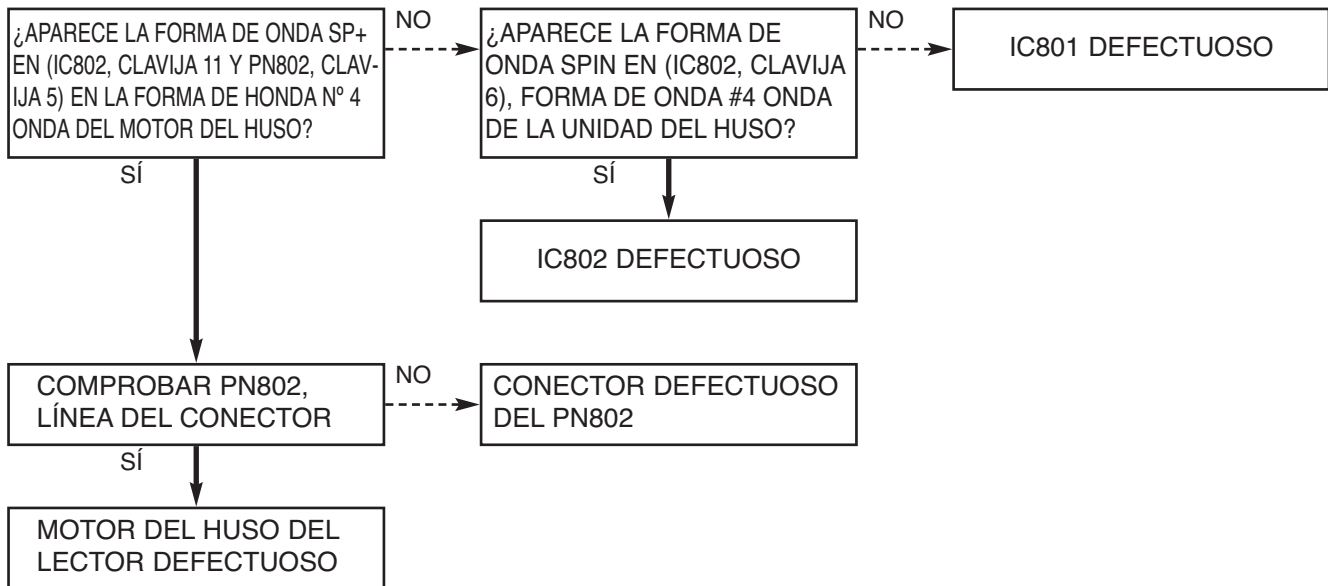 ¿APARECE LA FORMA DE ONDA SP+
EN (IC802, CLAVIJA 11 Y PN802, CLAV-
IJA 5) EN LA FORMA DE HONDA Nº 4
ONDA DEL MOTOR DEL HUSO?
NO
¿APARECE LA FORMA DE
ONDA SPIN EN (IC802, CLAVIJA
6), FORMA DE ONDA #4 ONDA
DE LA UNIDAD DEL HUSO?
NO
IC801 DEFECTUOSO
SÍ
SÍ
IC802 DEFECTUOSO
COMPROBAR PN802,
LÍNEA DEL CONECTOR
NO
CONECTOR DEFECTUOSO
DEL PN802
SÍ
MOTOR DEL HUSO DEL
LECTOR DEFECTUOSO